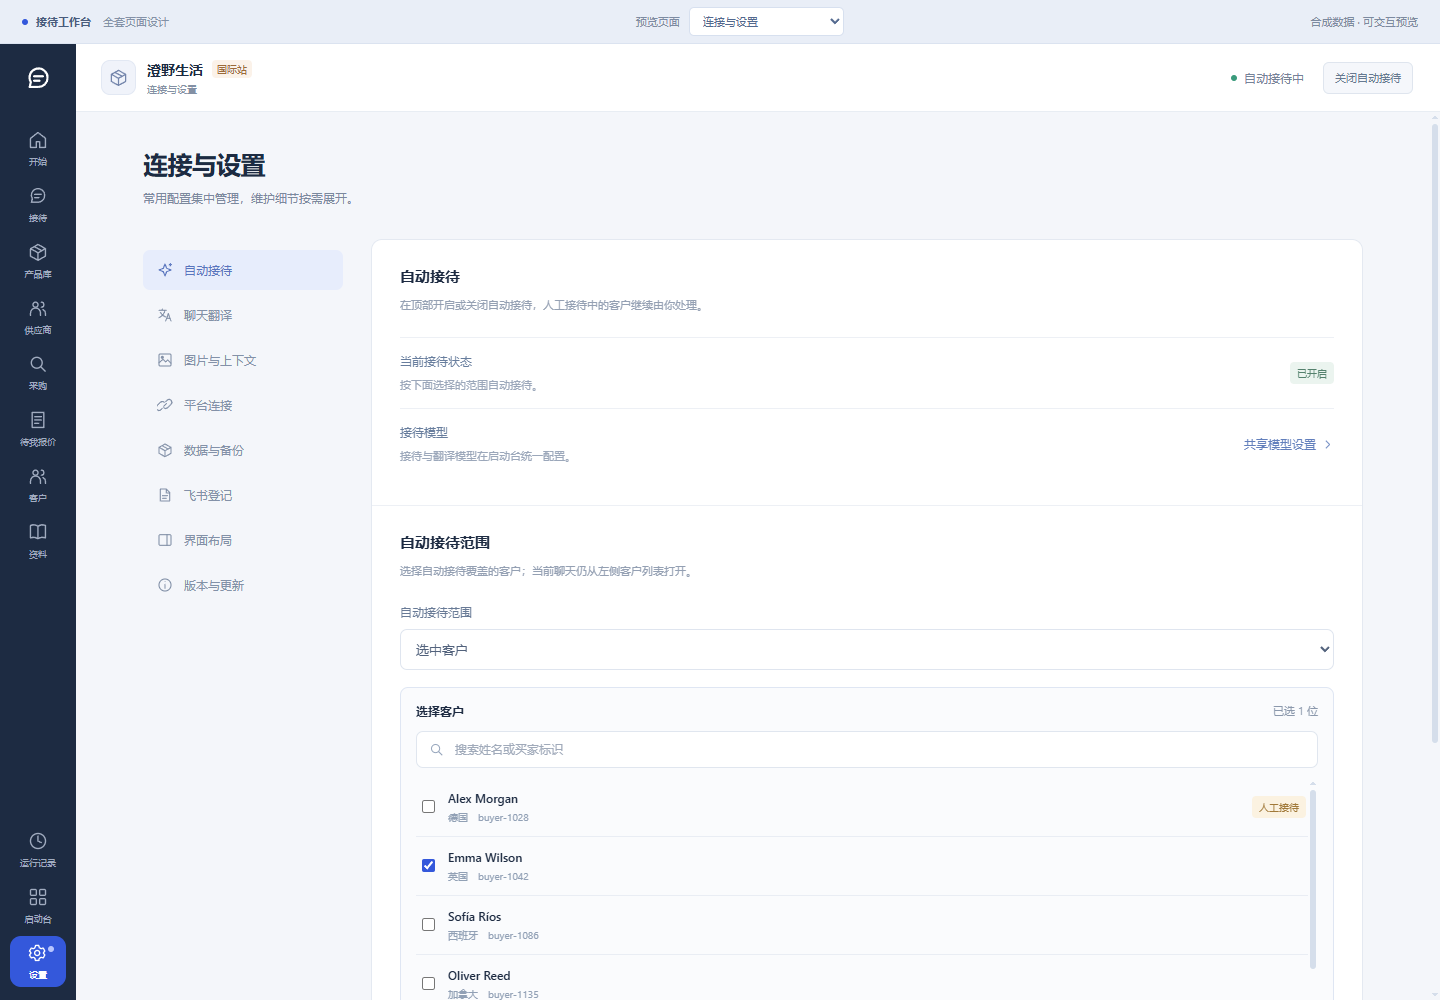 接待工作台 全套页面设计
预览页面 连接与设置
合成数据 · 可交互预览
澄野生活 国际站
连接与设置
自动接待中
关闭自动接待
开始
接待
产品库
供应商
采购
待我报价
客户
资料
运行记录
启动台
设置
连接与设置
常用配置集中管理，维护细节按需展开。
自动接待
聊天翻译
图片与上下文
平台连接
数据与备份
飞书登记
界面布局
版本与更新
自动接待
在顶部开启或关闭自动接待，人工接待中的客户继续由你处理。
当前接待状态
按下面选择的范围自动接待。
已开启
接待模型
接待与翻译模型在启动台统一配置。
共享模型设置
自动接待范围
选择自动接待覆盖的客户；当前聊天仍从左侧客户列表打开。
自动接待范围
选中客户
选择客户
已选 1 位
搜索姓名或买家标识
Alex Morgan
德国 buyer-1028
人工接待
Emma Wilson
英国 buyer-1042
Sofía Ríos
西班牙 buyer-1086
Oliver Reed
加拿大 buyer-1135